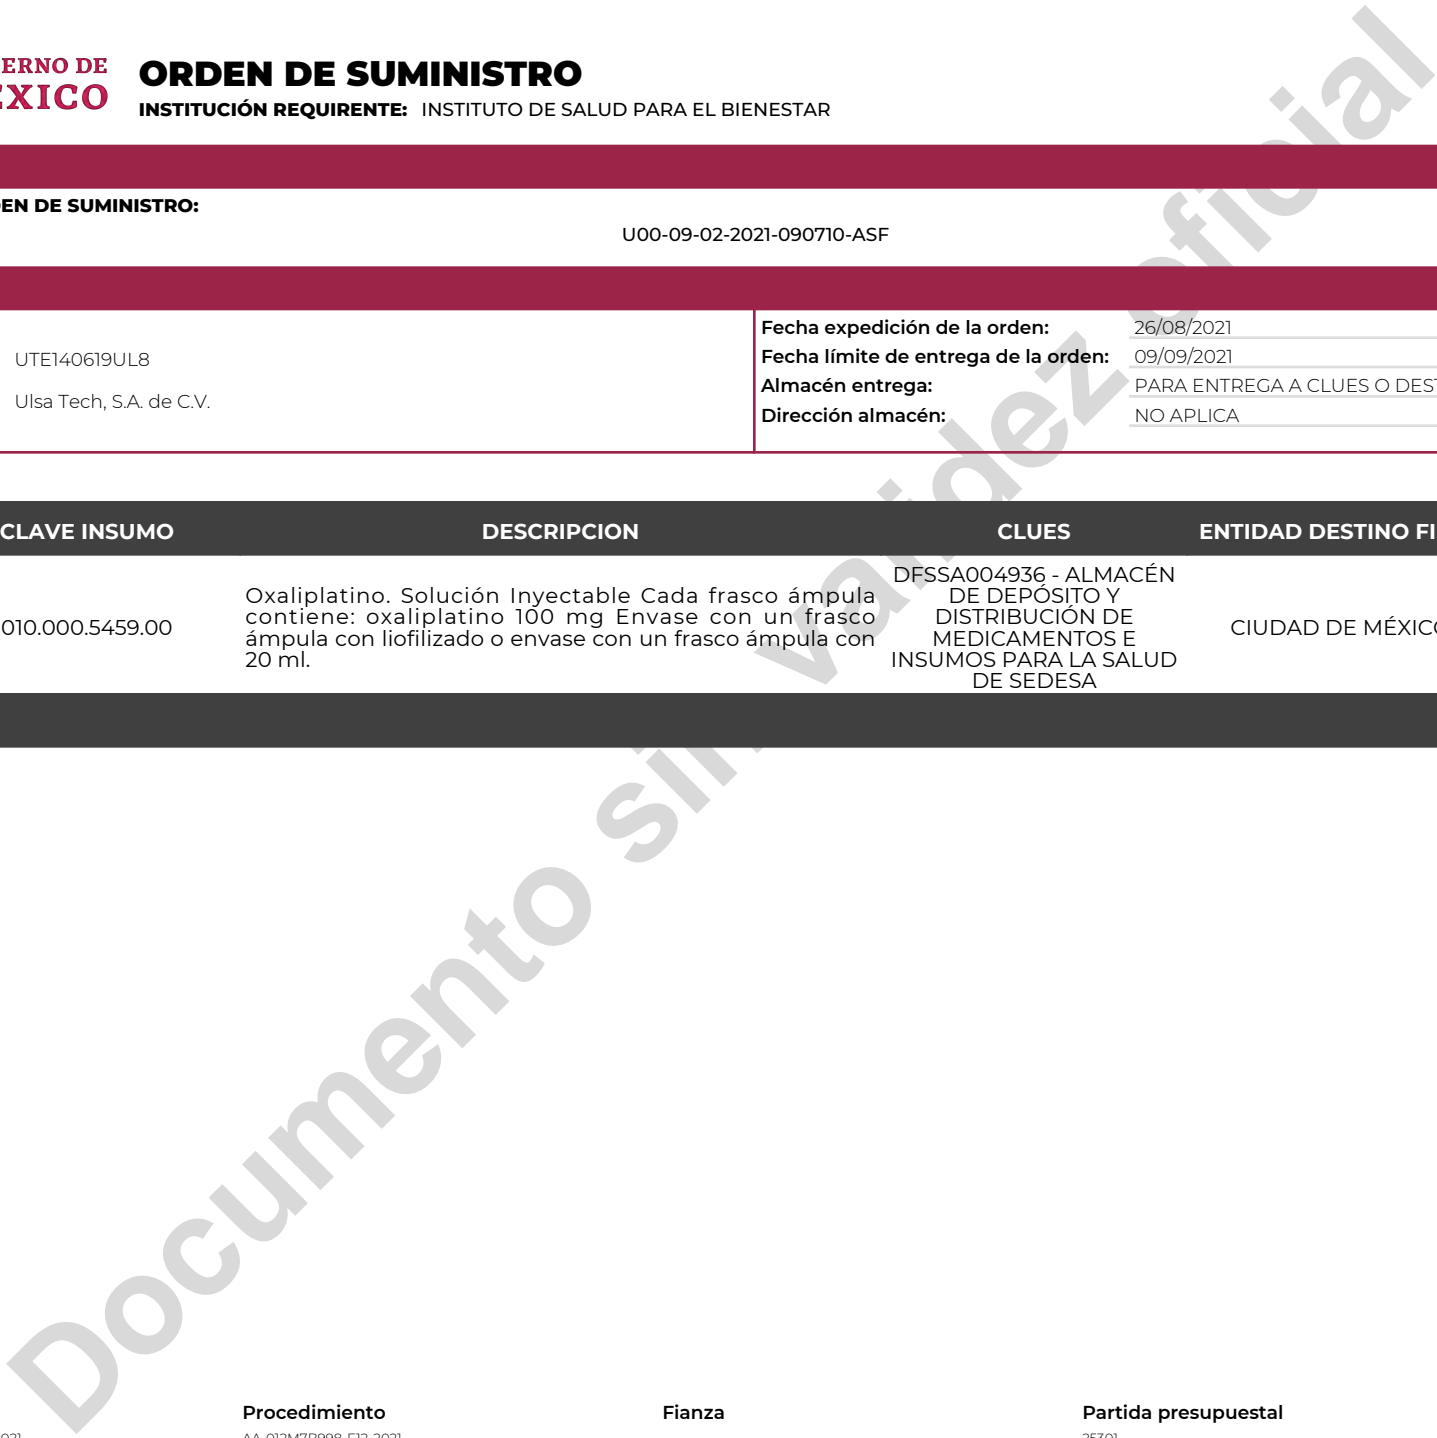 ERNO DE
EXICO
ORDEN DE SUMINISTRO
INSTITUCIÓN REQUIRENTE: INSTITUTO DE SALUD PARA EL BIENESTAR
EN DE SUMINISTRO:
U00-09-02-2021-090710-ASF
UTE140619UL8
Ulsa Tech, S.A. de C.V.
Fecha expedición de la orden: 26/08/2021
Fecha límite de entrega de la orden: 09/09/2021
Almacén entrega: PARA ENTREGA A CLUES O DEST
Dirección almacén: NO APLICA
CLAVE INSUMO DESCRIPCION CLUES ENTIDAD DESTINO FI
010.000.5459.00
Oxaliplatino. Solución Inyectable Cada frasco ámpula
contiene: oxaliplatino 100 mg Envase con un frasco
ámpula con liofilizado o envase con un frasco ámpula con
20 ml.
DFSSA004936 - ALMACÉN
DE DEPÓSITO Y
DISTRIBUCIÓN DE
MEDICAMENTOS E
INSUMOS PARA LA SALUD
DE SEDESA
CIUDAD DE MÉXICO
Documento sin validez oficial
Procedimiento Fianza Partida presupuestal